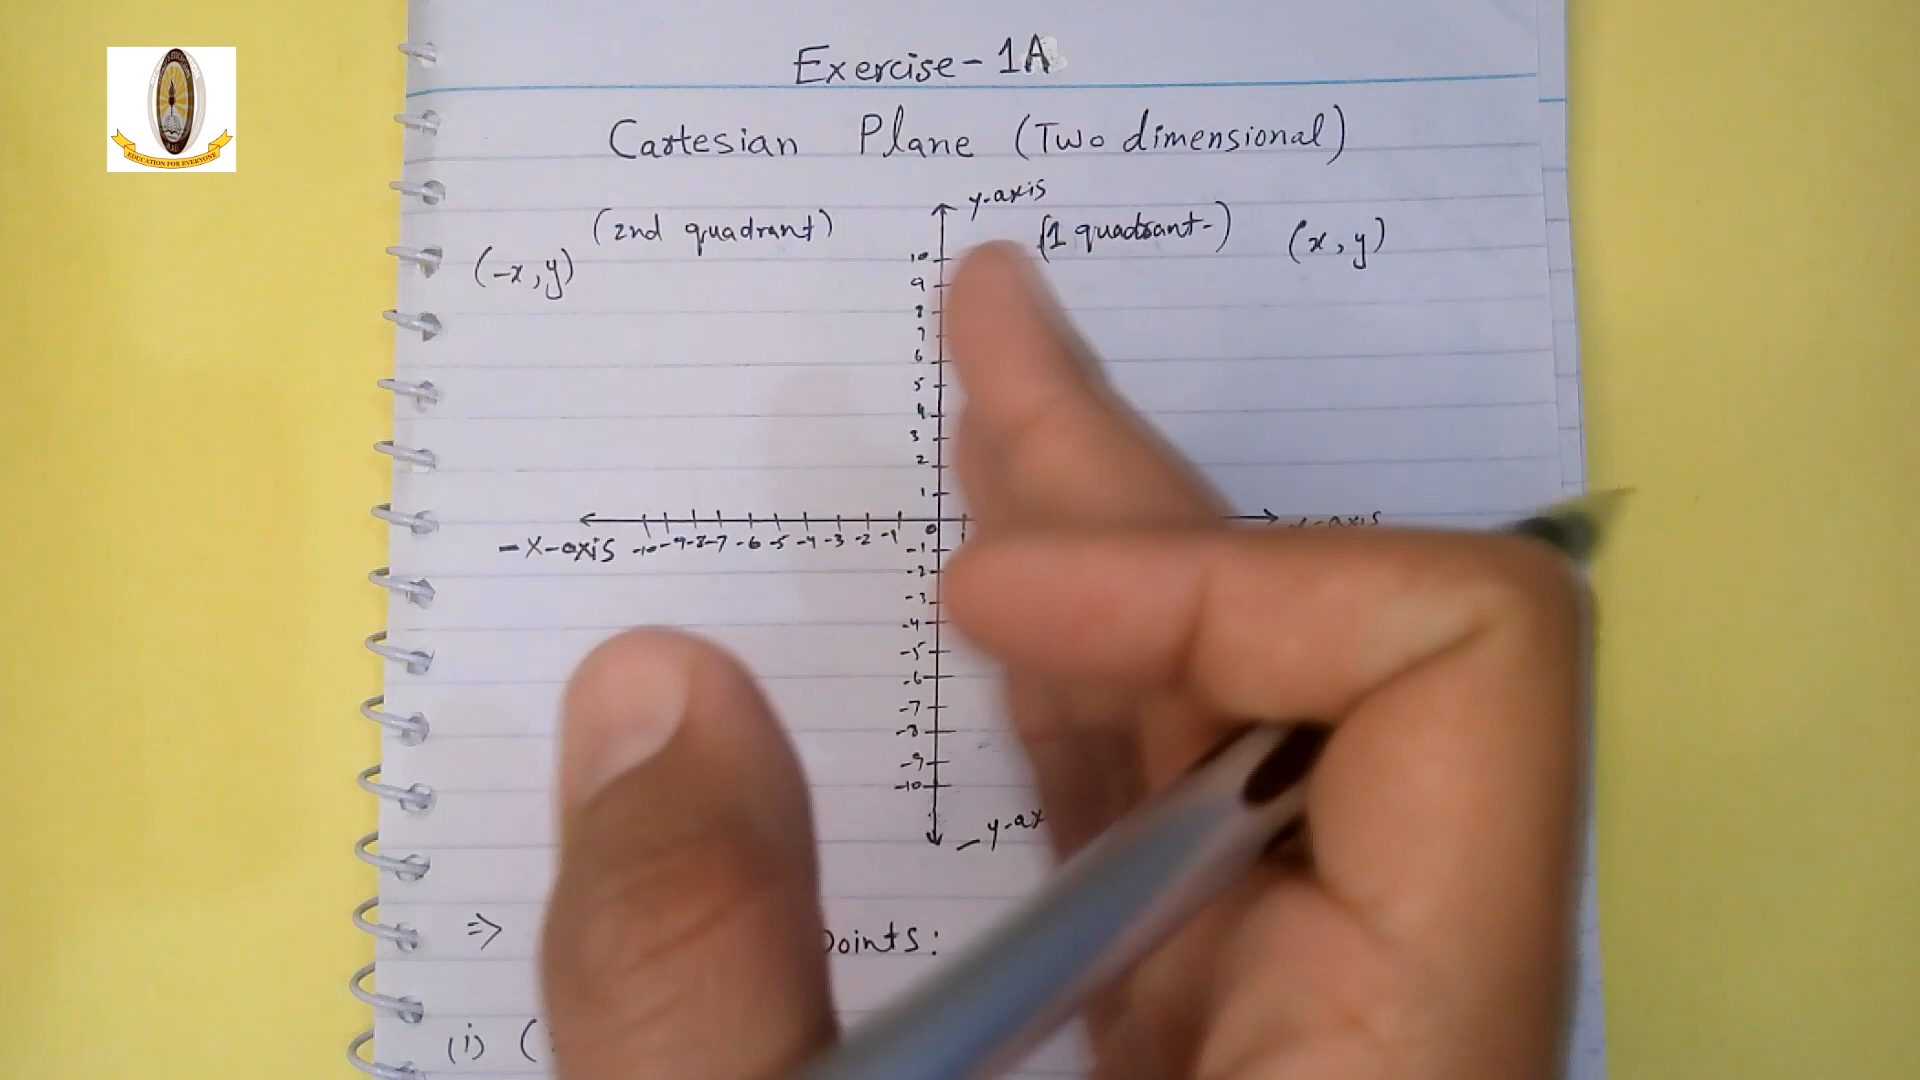 EDUCATION FOR EVERYONE
Exercise-1A
Cartesian Plane (Two dimensional)
y-axis
(2nd quadrant) (1 quadrant-) (x,y)
(-x,y)
10
9
8
7
6
5
4
3
2
1
-x-axis -10 -9 -8 -7 -6 -5 -4 -3 -2 -1 0
-1
-2
-3
-4
-5
-6
-7
-8
-9
-10
-y-ax
=>
points:
(i) (